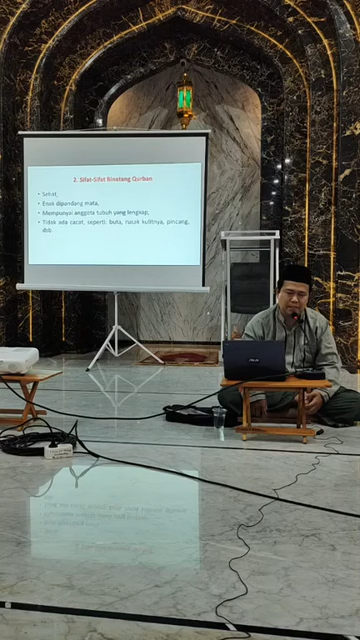 2. Sifat-Sifat Binatang Qurban
• Sehat,
• Enak dipandang mata,
• Mempunyai anggota tubuh yang lengkap,
• Tidak ada cacat, seperti: buta, rusak kulitnya, pincang,
dsb.
ASUS